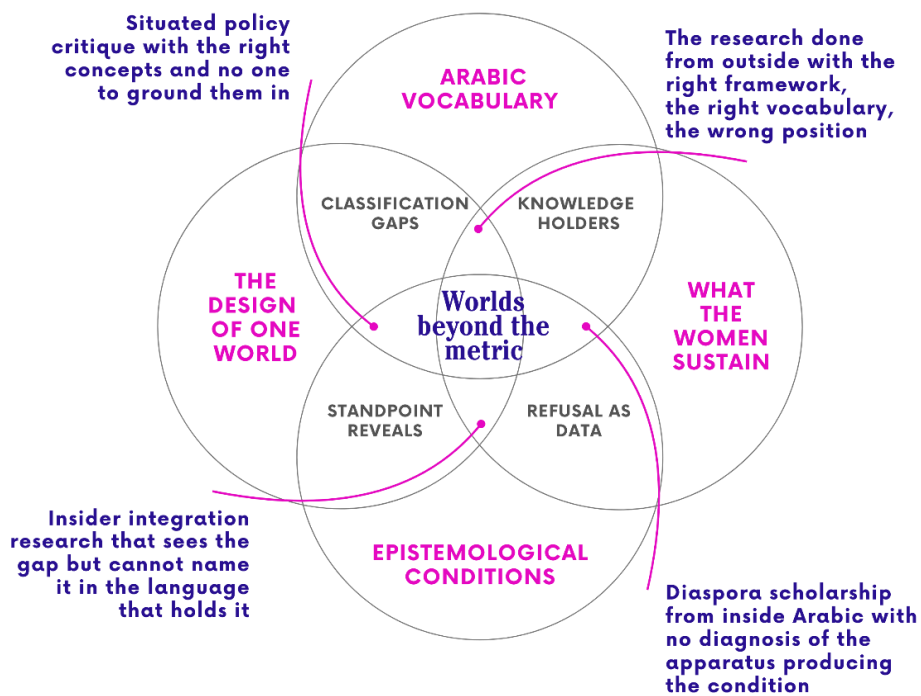 Situated policy
critique with the right
concepts and no one
to ground them in
The research done
from outside with the
right framework,
the right vocabulary,
the wrong position
ARABIC
VOCABULARY
CLASSIFICATION
GAPS
KNOWLEDGE
HOLDERS
THE
DESIGN
OF ONE
WORLD
Worlds
beyond the
metric
WHAT
THE
WOMEN
SUSTAIN
STANDPOINT
REVEALS
REFUSAL AS
DATA
EPISTEMOLOGICAL
CONDITIONS
Insider integration
research that sees the
gap but cannot name
it in the language
that holds it
Diaspora scholarship
from inside Arabic with
no diagnosis of the
apparatus producing
the condition